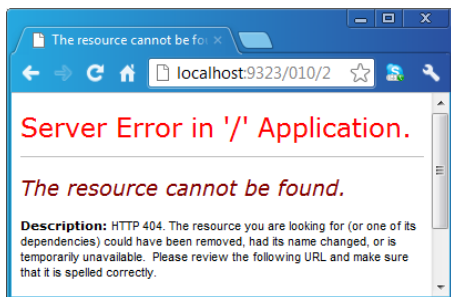 The resource cannot be fo
localhost:9323/010/2
Server Error in '/' Application.
The resource cannot be found.
Description: HTTP 404. The resource you are looking for (or one of its
dependencies) could have been removed, had its name changed, or is
temporarily unavailable.  Please review the following URL and make sure
that it is spelled correctly.